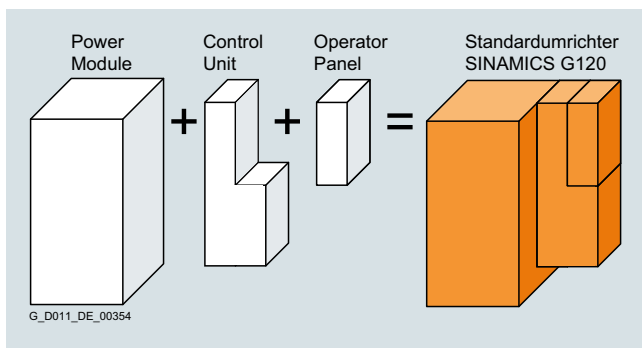 Power
Module
+
Control
Unit
+
Operator
Panel
=
Standardumrichter
SINAMICS G120
G_D011_DE_00354